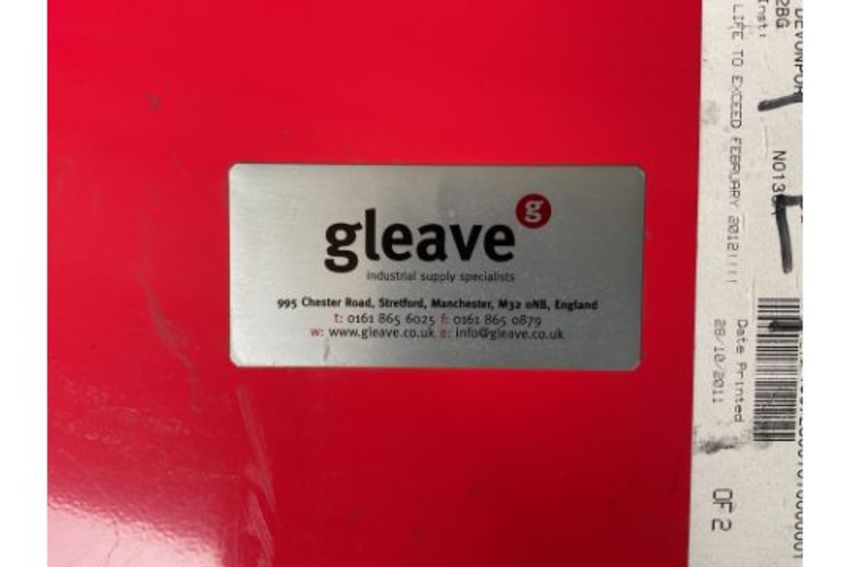 gleave g
industrial supply specialists
995 Chester Road, Stretford, Manchester, M32 0NB, England
t: 0161 865 6025 f: 0161 865 0879
w: www.gleave.co.uk e: info@gleave.co.uk
2BG
Inst:
LIFE TO EXCEED FEBRUARY 2012!!!!
Date Printed
28/10/2011
OF 2